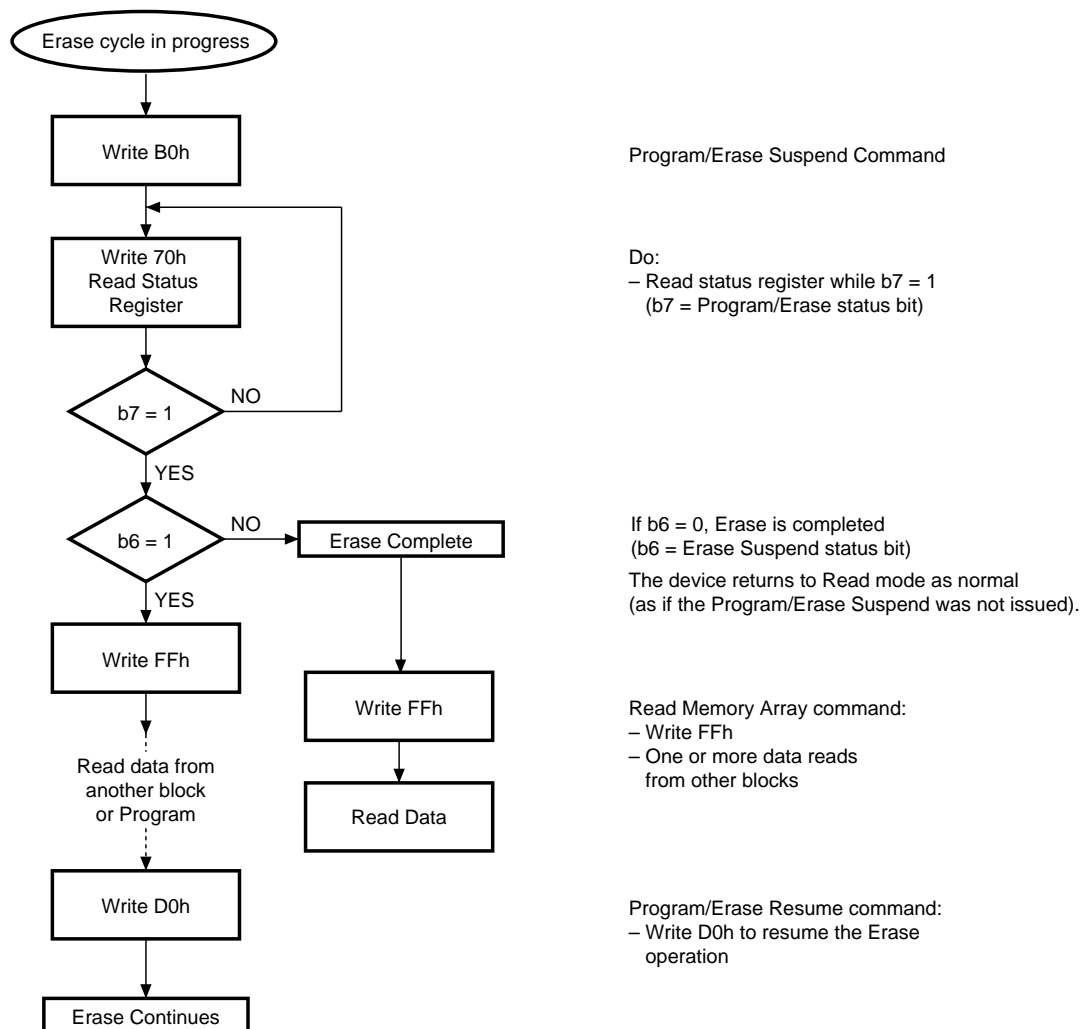 Erase cycle in progress
Write B0h
Program/Erase Suspend Command
Write 70h
Read Status
Register
Do:
– Read status register while b7 = 1
(b7 = Program/Erase status bit)
b7 = 1
NO
YES
b6 = 1
NO
Erase Complete
If b6 = 0, Erase is completed
(b6 = Erase Suspend status bit)
The device returns to Read mode as normal
(as if the Program/Erase Suspend was not issued).
YES
Write FFh
Write FFh
Read Memory Array command:
– Write FFh
– One or more data reads
from other blocks
Read data from
another block
or Program
Read Data
Write D0h
Program/Erase Resume command:
– Write D0h to resume the Erase
operation
Erase Continues